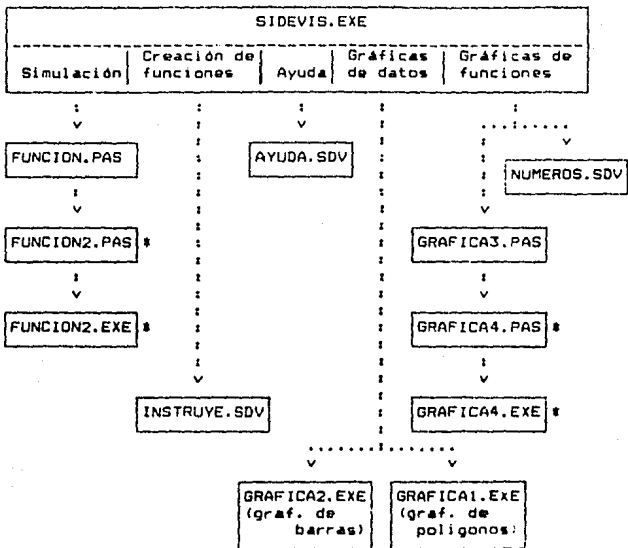 SIDEVIS.EXE
Simulación
Creación de
funciones
Ayuda
Gráficas
de datos
Gráficas de
funciones
FUNCION.PAS
AYUDA.SDV
NUMEROS.SDV
FUNCION2.PAS *
GRAFICA3.PAS
FUNCION2.EXE *
GRAFICA4.PAS *
INSTRUYE.SDV
GRAFICA4.EXE *
GRAFICA2.EXE
(graf. de
barras)
GRAFICA1.EXE
(graf. de
poligonos)